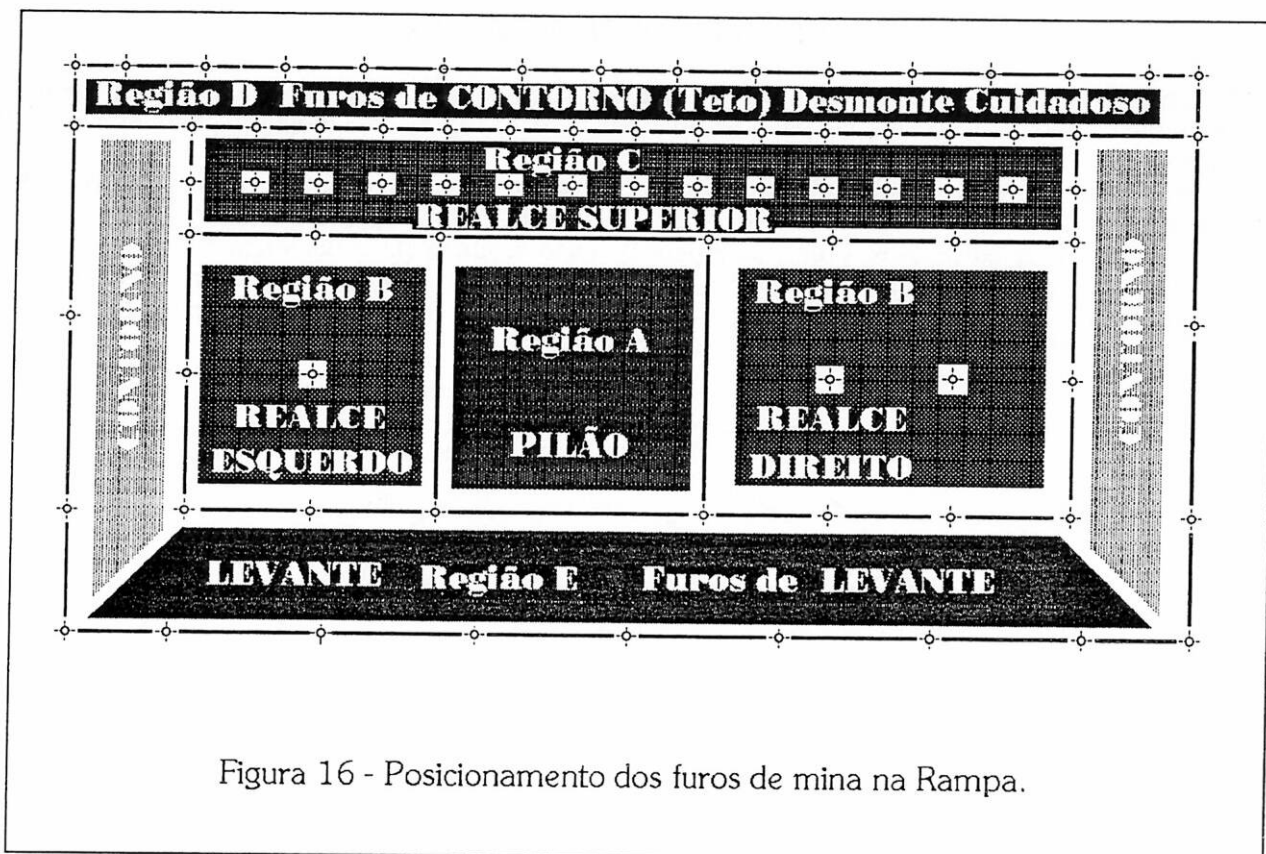 Região D Furos de CONTORNO (Teto) Desmonte Cuidadoso
Região C
REALCE SUPERIOR
CONTORNO
Região B
REALCE
ESQUERDO
Região A
PILÃO
Região B
REALCE
DIREITO
CONTORNO
LEVANTE Região E Furos de LEVANTE
Figura 16 - Posicionamento dos furos de mina na Rampa.